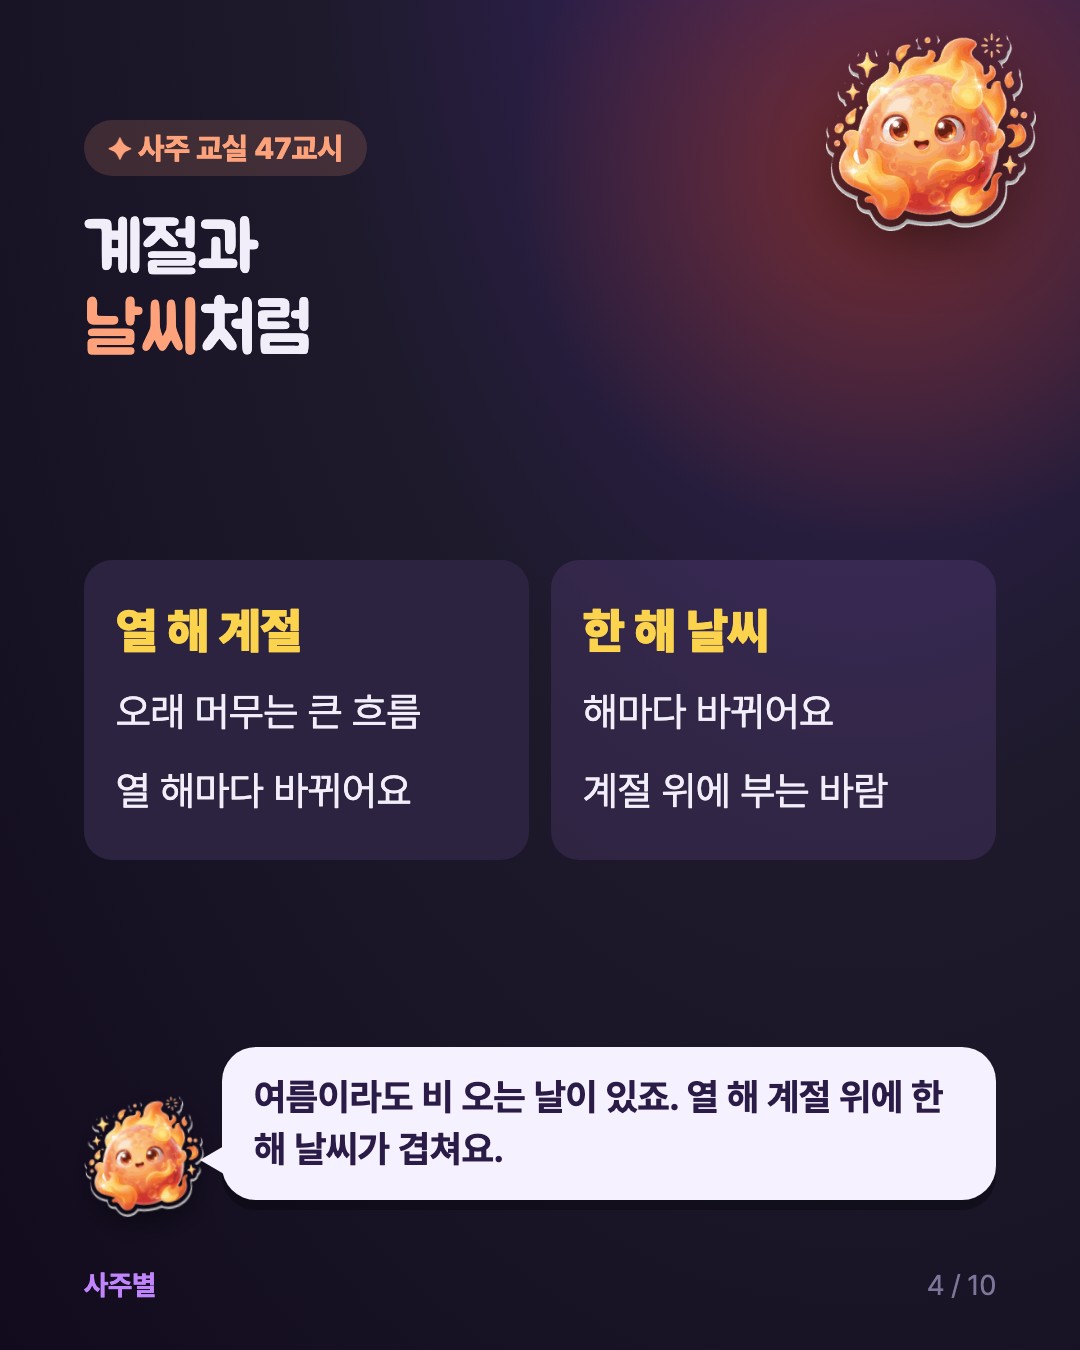 ✦ 사주 교실 47교시
계절과
날씨처럼
열 해 계절
오래 머무는 큰 흐름
열 해마다 바뀌어요
한 해 날씨
해마다 바뀌어요
계절 위에 부는 바람
여름이라도 비 오는 날이 있죠. 열 해 계절 위에 한
해 날씨가 겹쳐요.
사주별
4 / 10